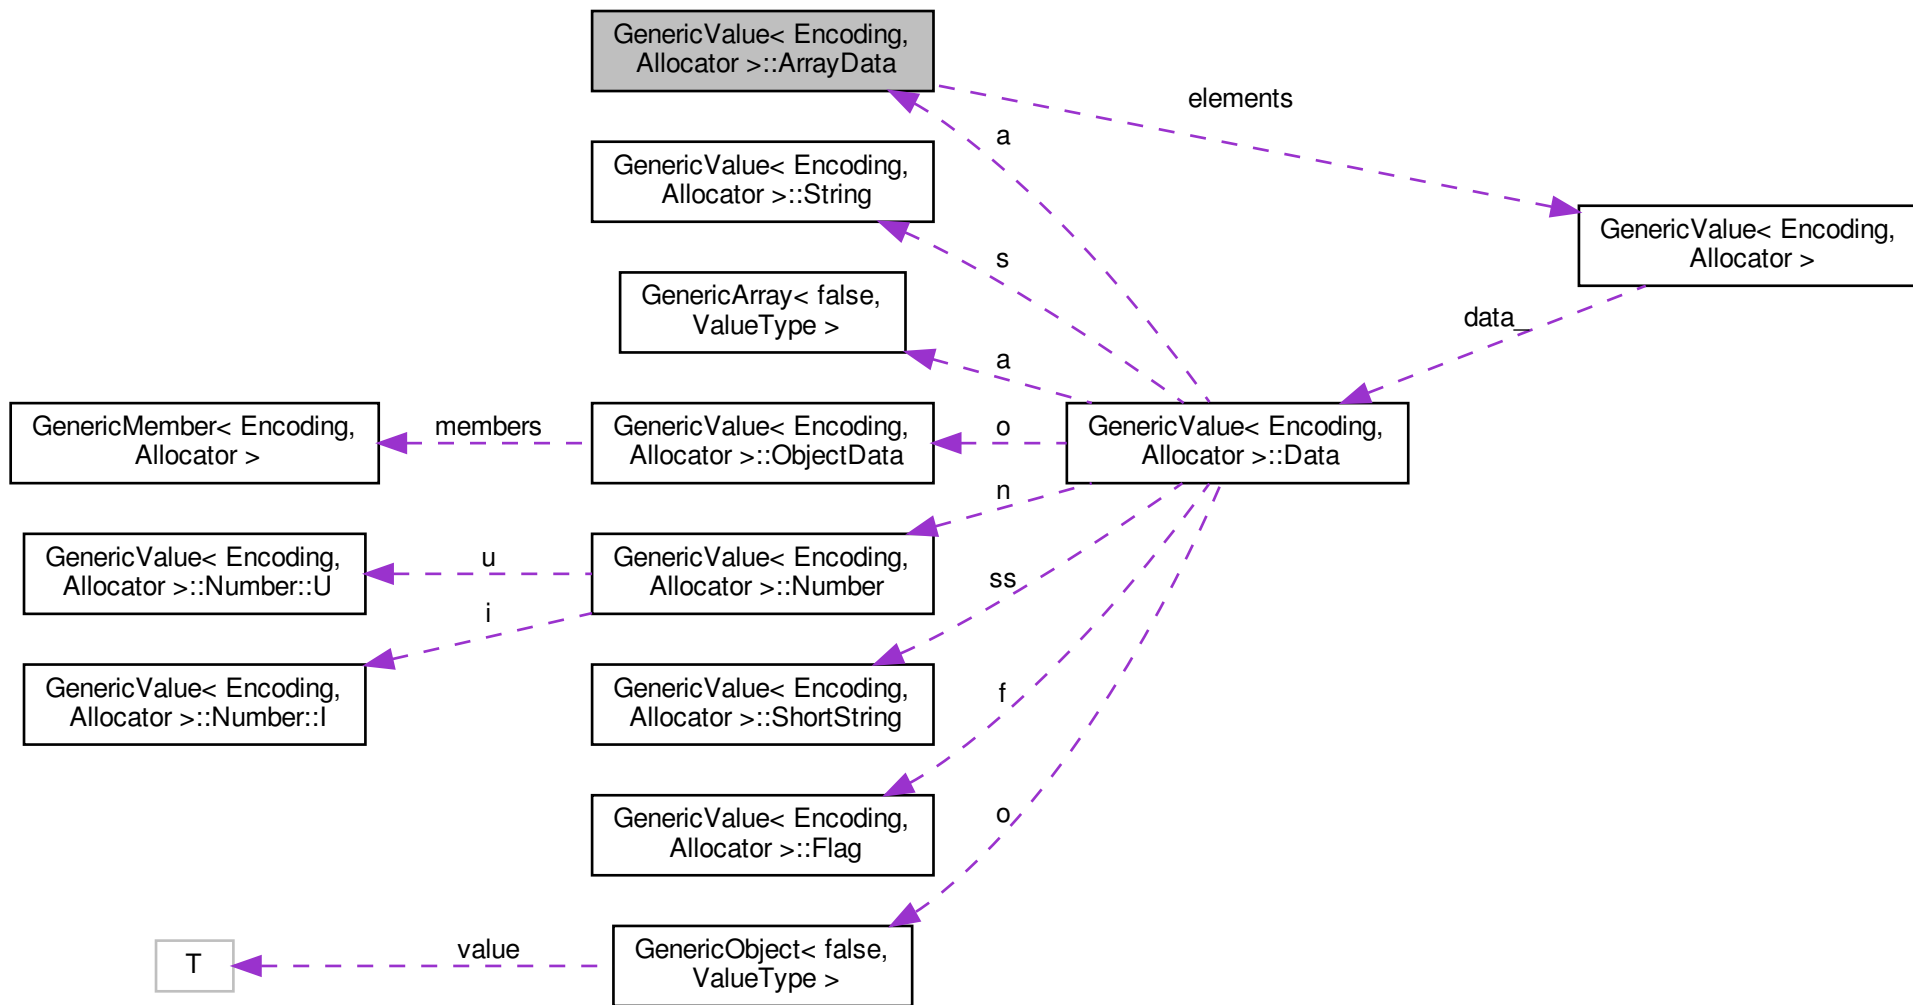 GenericValue< Encoding,
Allocator >::ArrayData
elements
a
GenericValue< Encoding,
Allocator >::String
s
GenericValue< Encoding,
Allocator >
GenericArray< false,
ValueType >
a
data_
GenericMember< Encoding,
Allocator >
members
GenericValue< Encoding,
Allocator >::ObjectData
o
GenericValue< Encoding,
Allocator >::Data
n
GenericValue< Encoding,
Allocator >::Number::U
u
i
GenericValue< Encoding,
Allocator >::Number
ss
GenericValue< Encoding,
Allocator >::Number::I
GenericValue< Encoding,
Allocator >::ShortString
f
GenericValue< Encoding,
Allocator >::Flag
o
T
value
GenericObject< false,
ValueType >